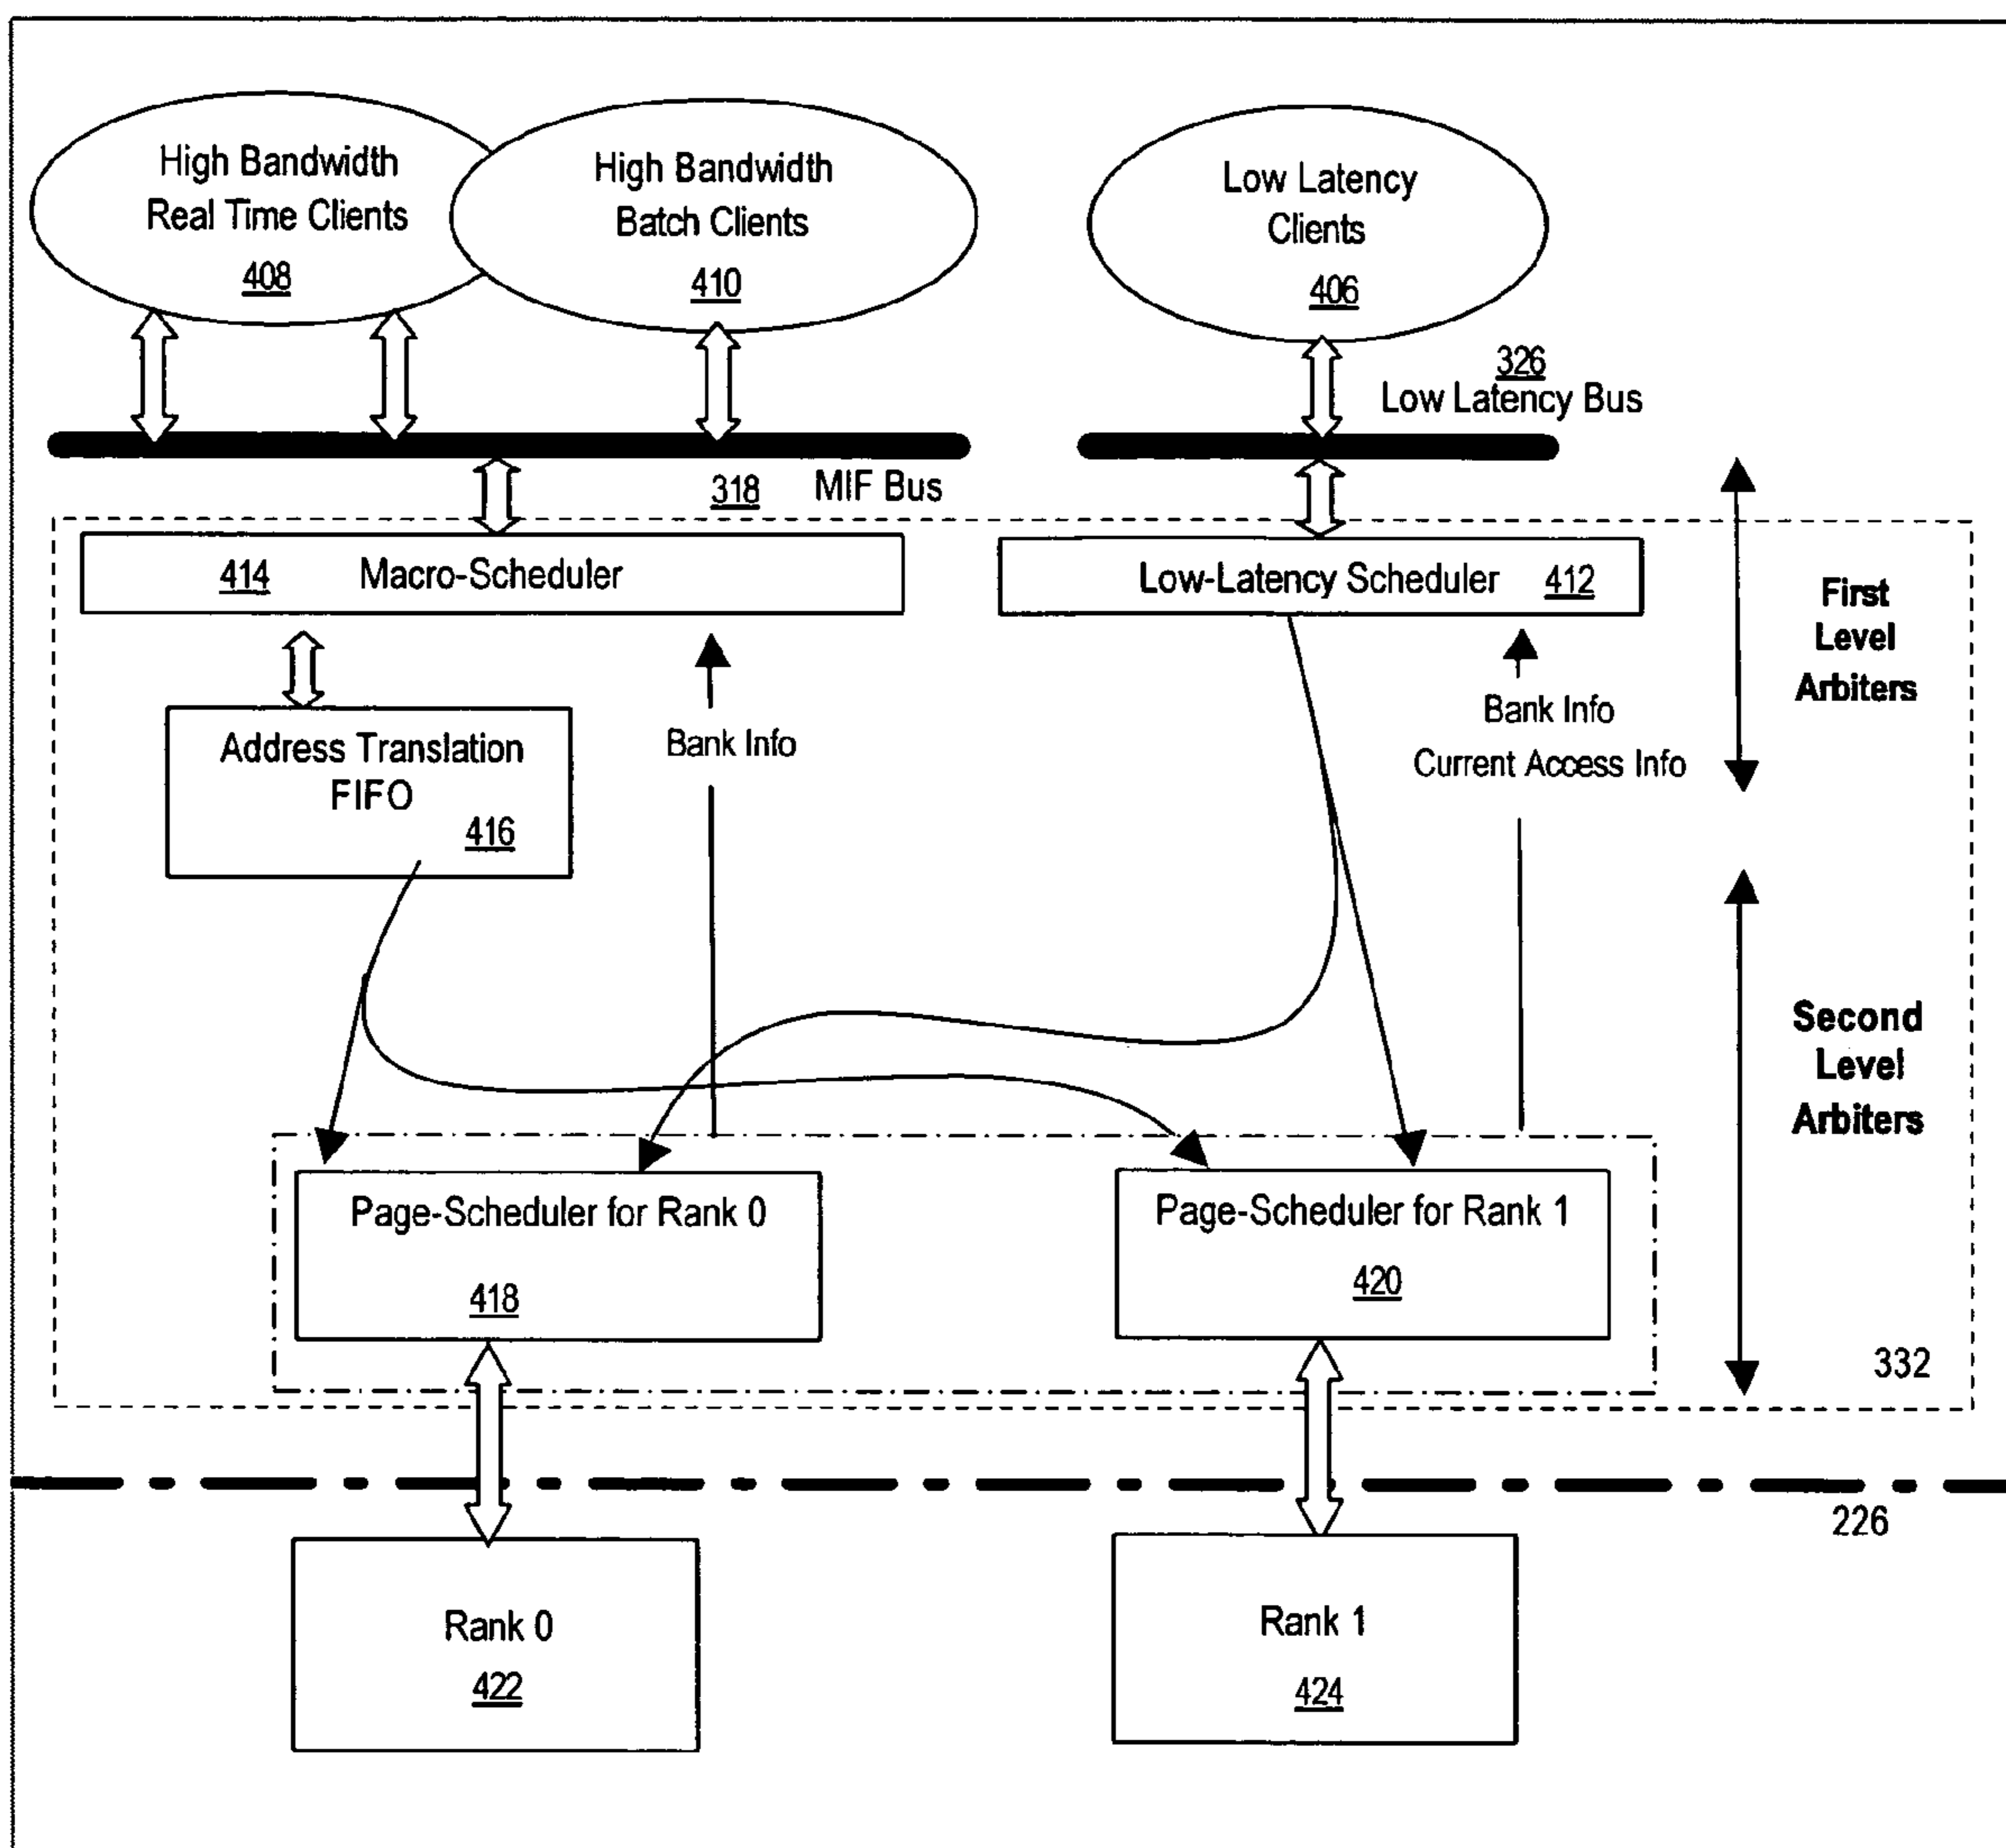 High Bandwidth
Real Time Clients
408
High Bandwidth
Batch Clients
410
Low Latency
Clients
406
326
Low Latency Bus
318 MIF Bus
414 Macro-Scheduler
Low-Latency Scheduler 412
First
Level
Arbiters
Address Translation
FIFO
416
Bank Info
Bank Info
Current Access Info
Second
Level
Arbiters
Page-Scheduler for Rank 0
418
Page-Scheduler for Rank 1
420
332
226
Rank 0
422
Rank 1
424